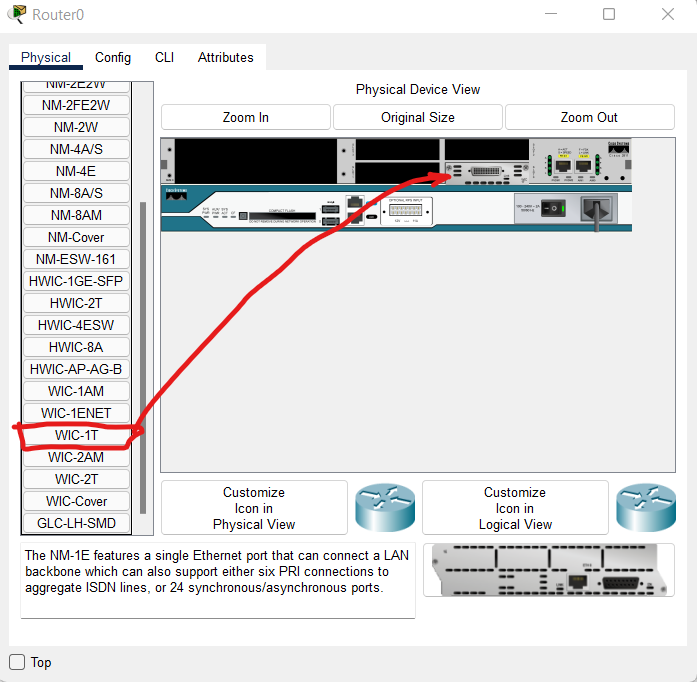 Router0
Physical
Config
CLI
Attributes
NM-2E2W
NM-2FE2W
NM-2W
NM-4A/S
NM-4E
NM-8A/S
NM-8AM
NM-Cover
NM-ESW-161
HWIC-1GE-SFP
HWIC-2T
HWIC-4ESW
HWIC-8A
HWIC-AP-AG-B
WIC-1AM
WIC-1ENET
WIC-1T
WIC-2AM
WIC-2T
WIC-Cover
GLC-LH-SMD
Physical Device View
Zoom In
Original Size
Zoom Out
COMPACT FLASH
OPTIONAL RPS INPUT
Customize
Icon in
Physical View
Customize
Icon in
Logical View
The NM-1E features a single Ethernet port that can connect a LAN
backbone which can also support either six PRI connections to
aggregate ISDN lines, or 24 synchronous/asynchronous ports.
Top